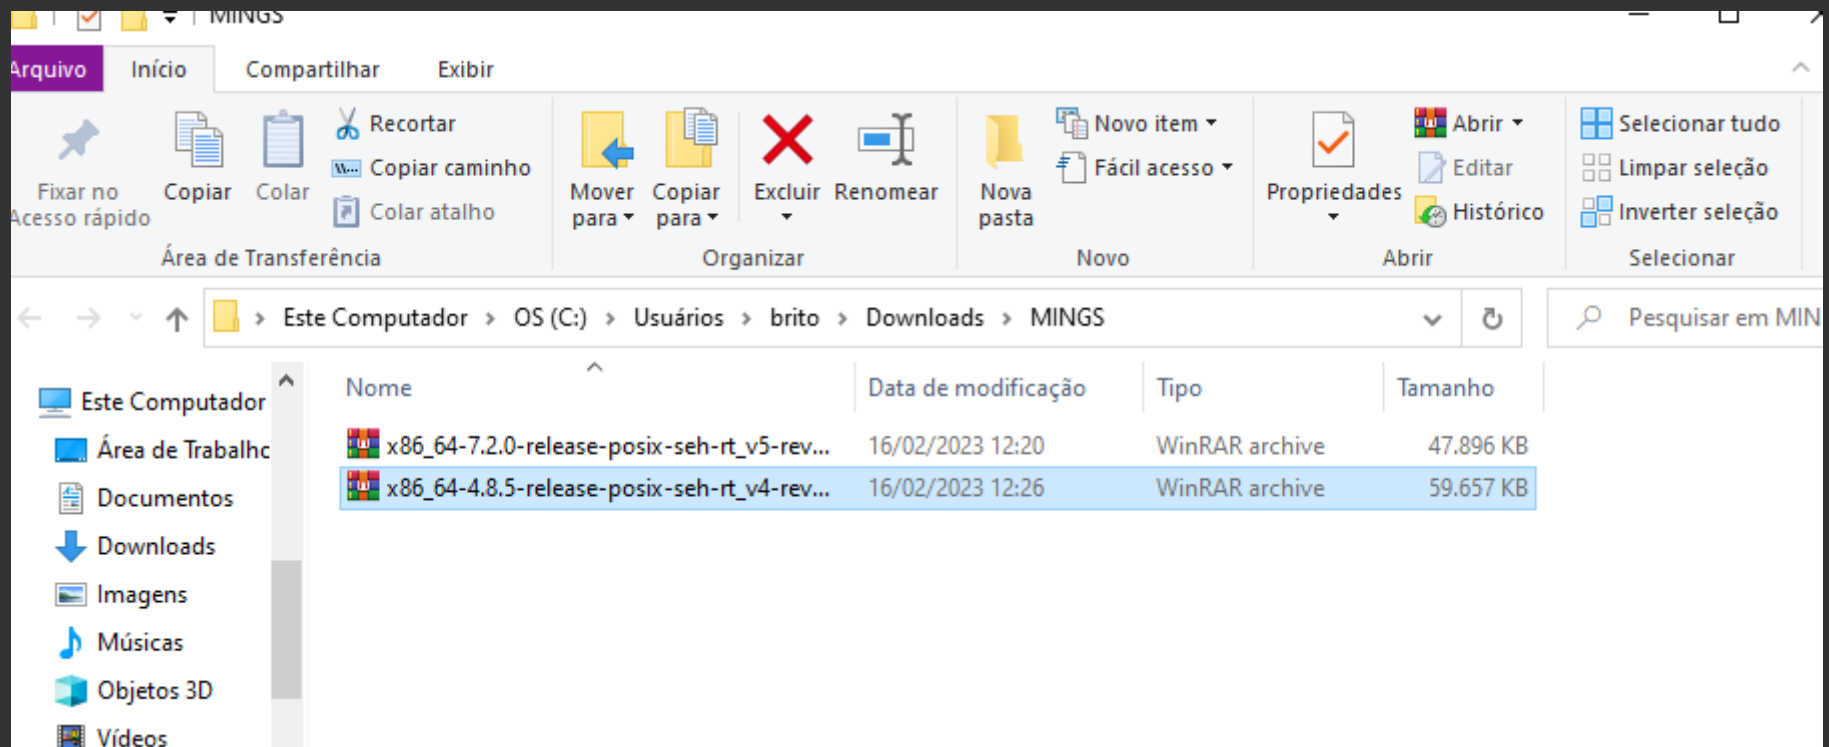 MINGS
Arquivo Início Compartilhar Exibir
Fixar no
Acesso rápido
Copiar
Colar
Recortar
Copiar caminho
Colar atalho
Área de Transferência
Mover
para
Copiar
para
Excluir
Renomear
Organizar
Nova
pasta
Novo item
Fácil acesso
Novo
Propriedades
Abrir
Editar
Histórico
Abrir
Selecionar tudo
Limpar seleção
Inverter seleção
Selecionar
Este Computador > OS (C:) > Usuários > brito > Downloads > MINGS
Pesquisar em MIN
Este Computador
Área de Trabalho
Documentos
Downloads
Imagens
Músicas
Objetos 3D
Vídeos
Nome Data de modificação Tipo Tamanho
x86_64-7.2.0-release-posix-seh-rt_v5-rev... 16/02/2023 12:20 WinRAR archive 47.896 KB
x86_64-4.8.5-release-posix-seh-rt_v4-rev... 16/02/2023 12:26 WinRAR archive 59.657 KB